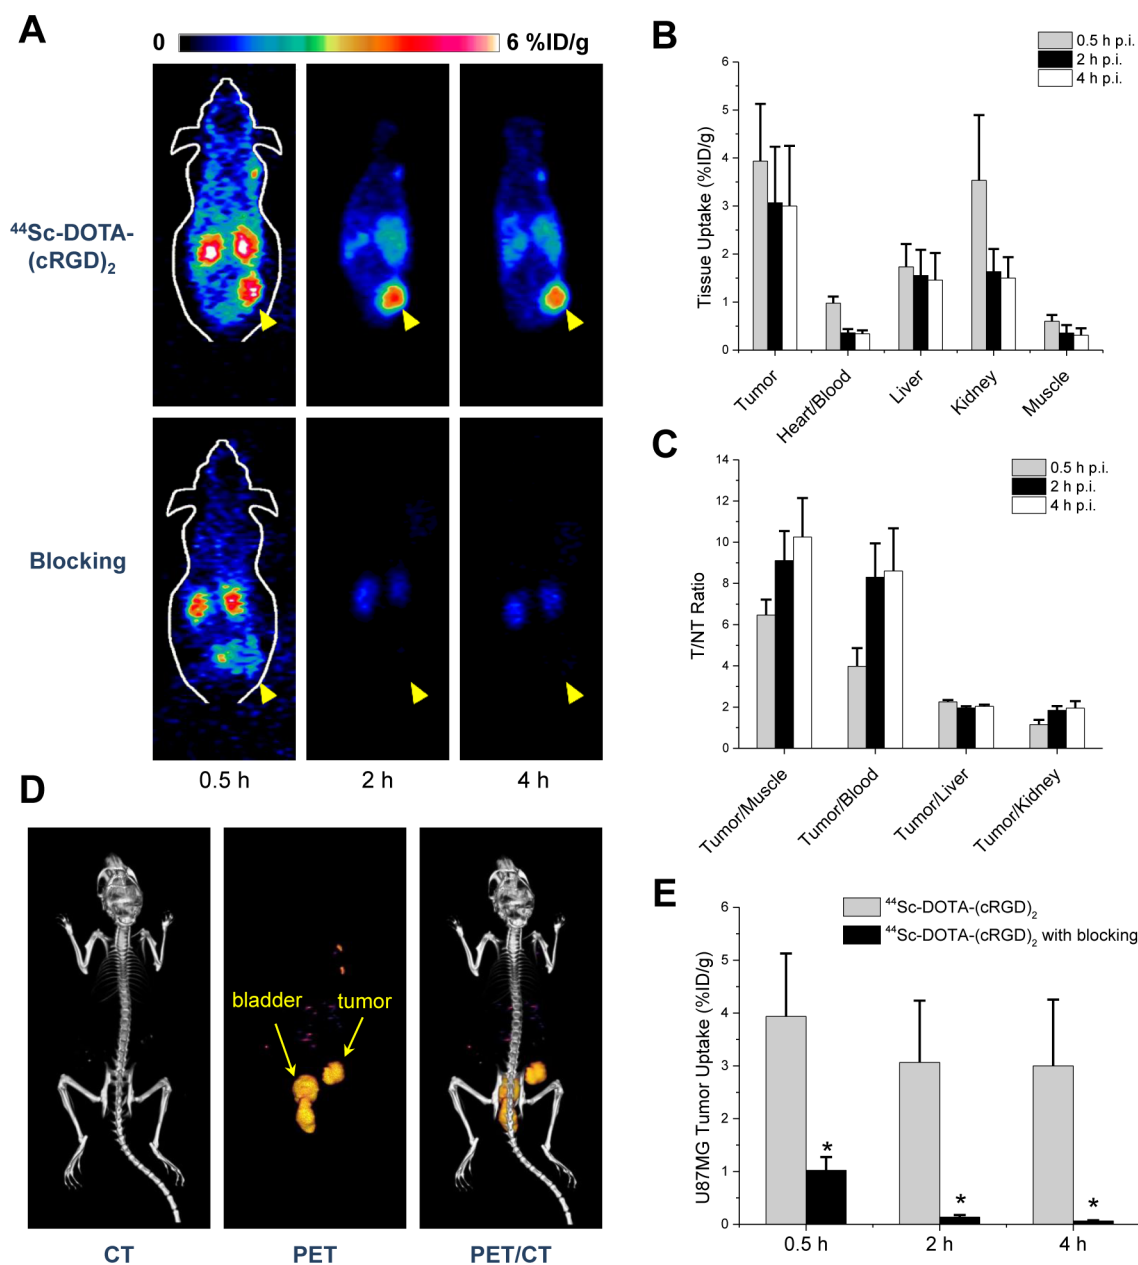 A
0 6 %ID/g
⁴⁴Sc-DOTA-
(cRGD)₂
Blocking
0.5 h 2 h 4 h
B
0.5 h p.i.
2 h p.i.
4 h p.i.
Tissue Uptake (%ID/g)
6
5
4
3
2
1
0
Tumor Heart/Blood Liver Kidney Muscle
C
0.5 h p.i.
2 h p.i.
4 h p.i.
T/NT Ratio
14
12
10
8
6
4
2
0
Tumor/Muscle Tumor/Blood Tumor/Liver Tumor/Kidney
D
bladder tumor
CT PET PET/CT
E
⁴⁴Sc-DOTA-(cRGD)₂
⁴⁴Sc-DOTA-(cRGD)₂ with blocking
U87MG Tumor Uptake (%ID/g)
6
5
4
3
2
1
0
* * *
0.5 h 2 h 4 h